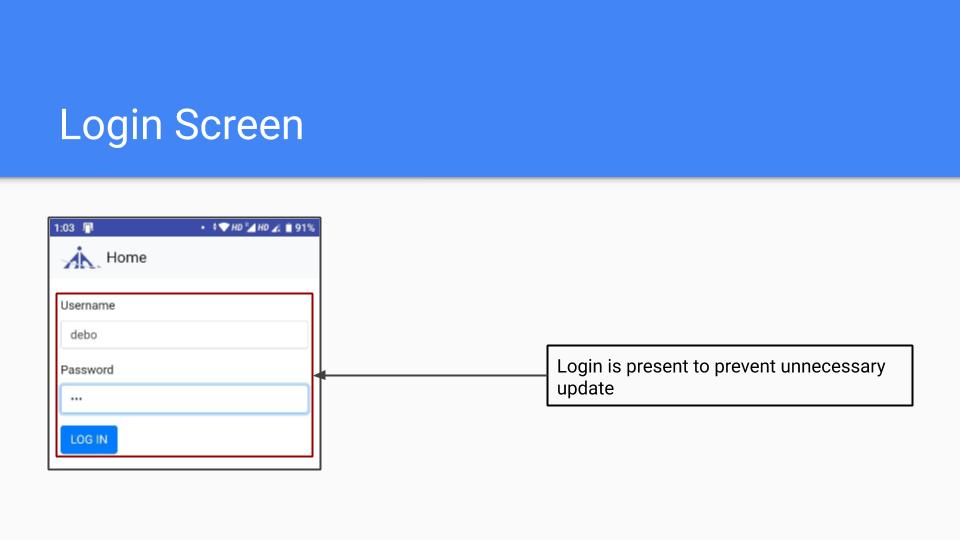 Login Screen
1:03 HD HD 91%
Home
Username
debo
Password
•••
LOG IN
Login is present to prevent unnecessary
update